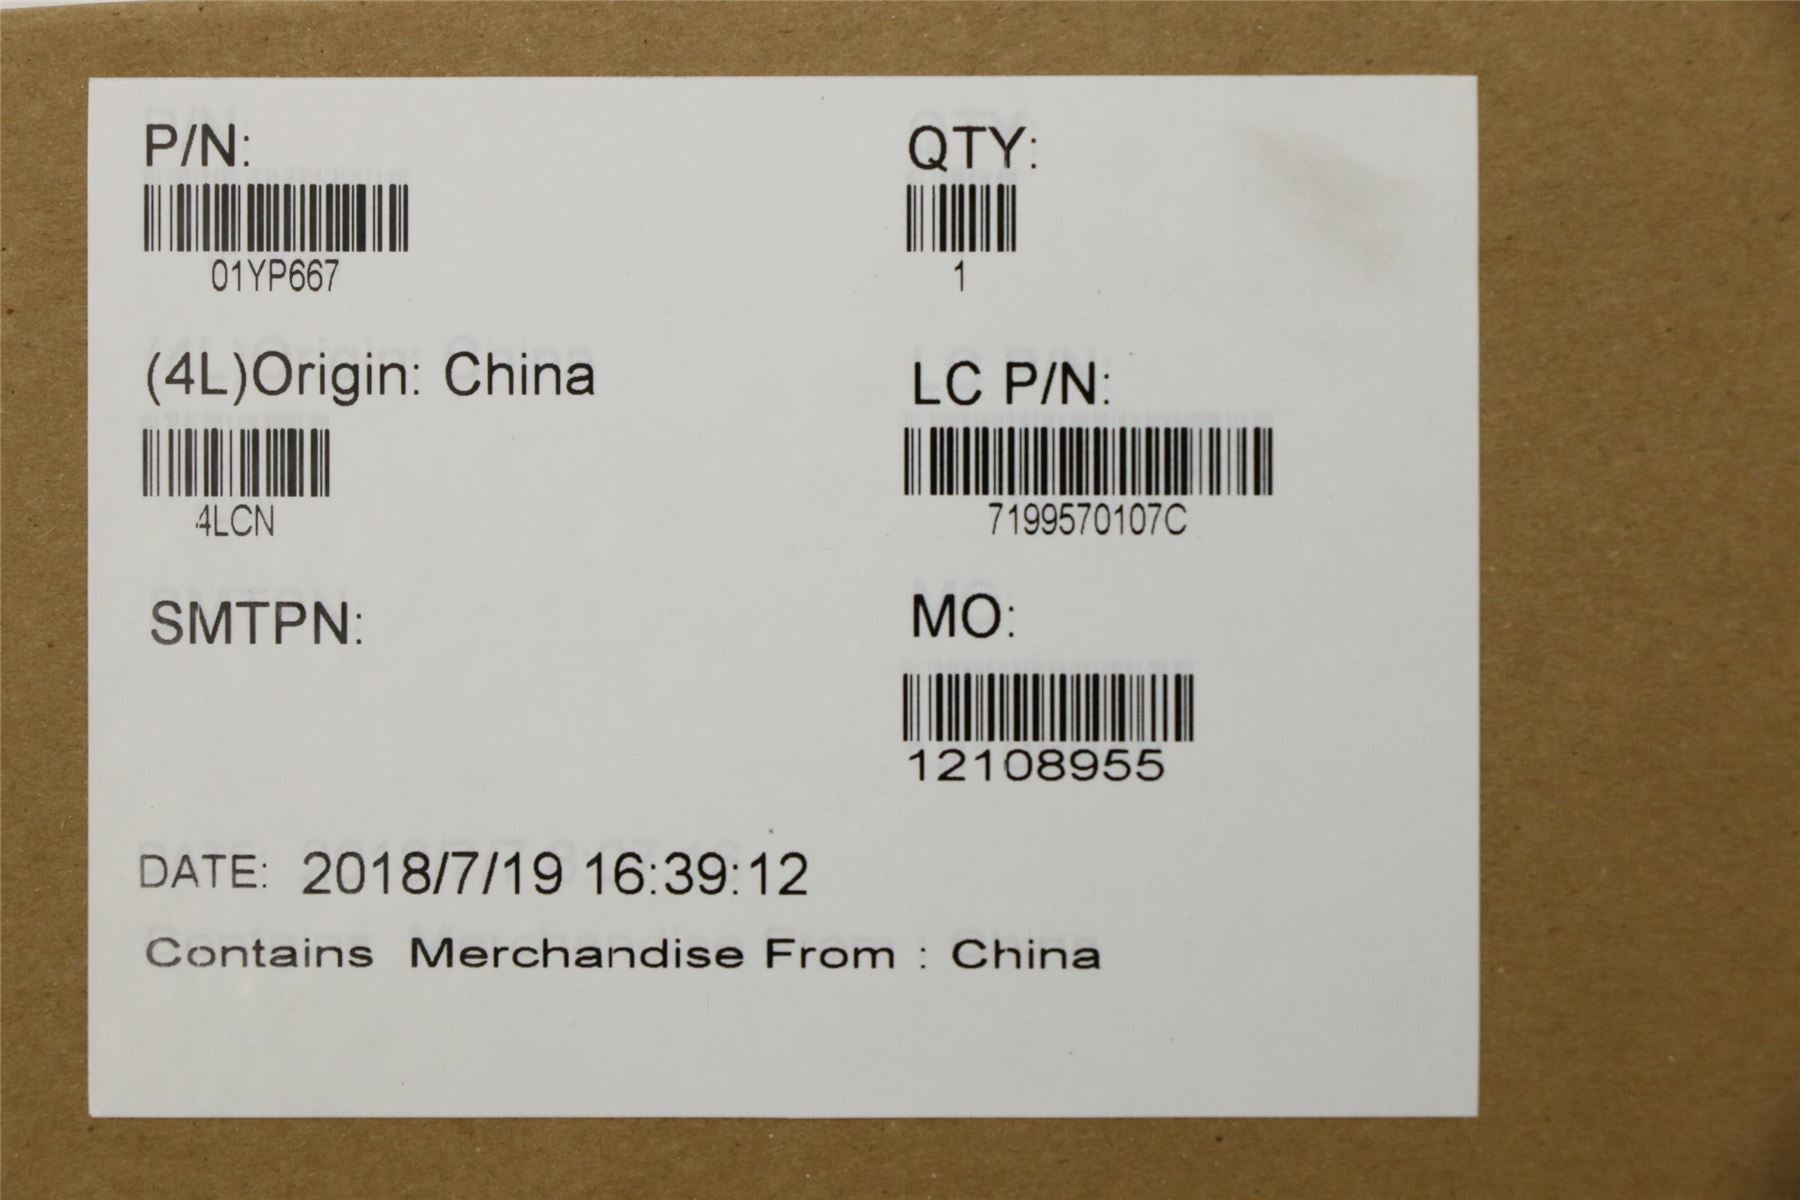 P/N:
01YP667
QTY:
1
(4L)Origin: China
4LCN
LC P/N:
7199570107C
SMTPN:
MO:
12108955
DATE: 2018/7/19 16:39:12
Contains Merchandise From : China